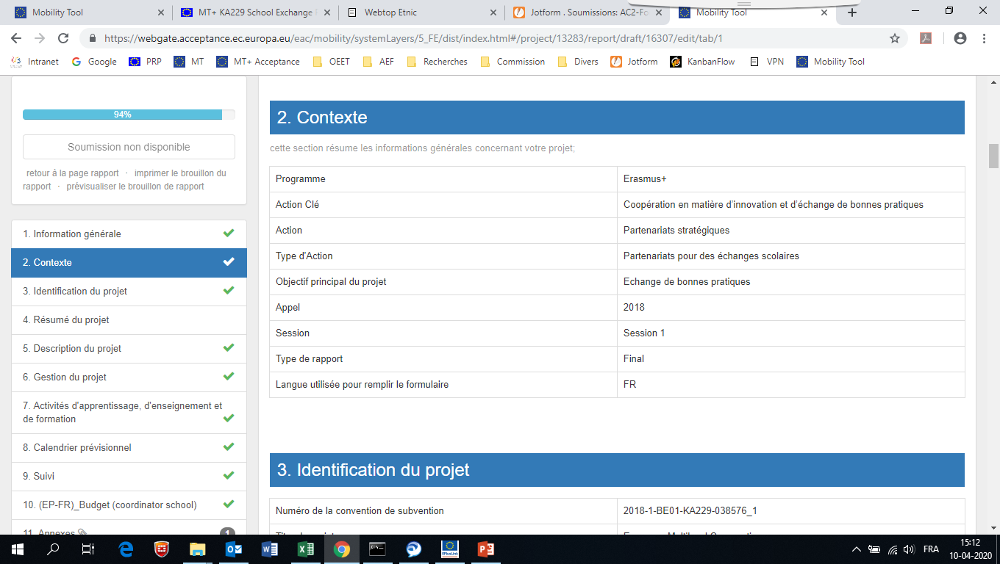 Mobility Tool
MT+ KA229 School Exchange
Webtop Etnic
Jotform . Soumissions: AC2-Fo
Mobility Tool
https://webgate.acceptance.ec.europa.eu/eac/mobility/systemLayers/5_FE/dist/index.html#/project/13283/report/draft/16307/edit/tab/1
Intranet
Google
PRP
MT
MT+ Acceptance
OEET
AEF
Recherches
Commission
Divers
Jotform
KanbanFlow
VPN
Mobility Tool
94%
Soumission non disponible
retour à la page rapport · imprimer le brouillon du
rapport · prévisualiser le brouillon de rapport
1. Information générale
2. Contexte
3. Identification du projet
4. Résumé du projet
5. Description du projet
6. Gestion du projet
7. Activités d'apprentissage, d'enseignement et
de formation
8. Calendrier prévisionnel
9. Suivi
10. (EP-FR)_Budget (coordinator school)
11. Annexes
1
2. Contexte
cette section résume les informations générales concernant votre projet;
Programme Erasmus+
Action Clé Coopération en matière d'innovation et d'échange de bonnes pratiques
Action Partenariats stratégiques
Type d'Action Partenariats pour des échanges scolaires
Objectif principal du projet Echange de bonnes pratiques
Appel 2018
Session Session 1
Type de rapport Final
Langue utilisée pour remplir le formulaire FR
3. Identification du projet
Numéro de la convention de subvention 2018-1-BE01-KA229-038576_1
FRA
15:12
10-04-2020